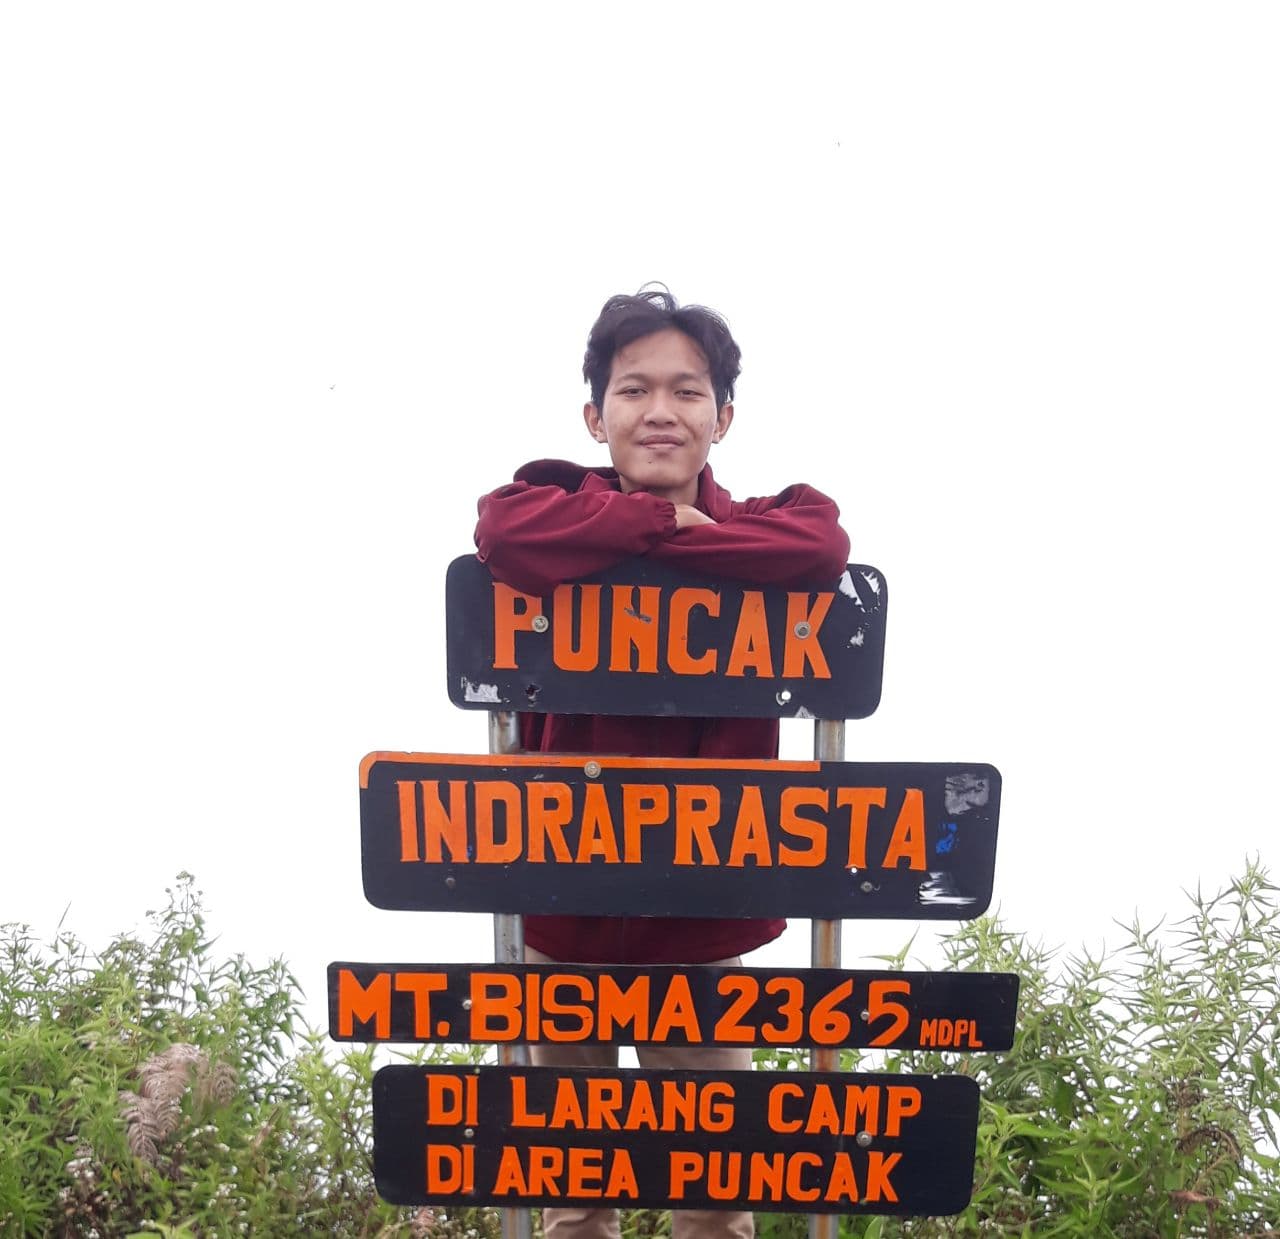 PUNCAK
INDRAPRASTA
MT. BISMA 2365 MDPL
DI LARANG CAMP
DI AREA PUNCAK